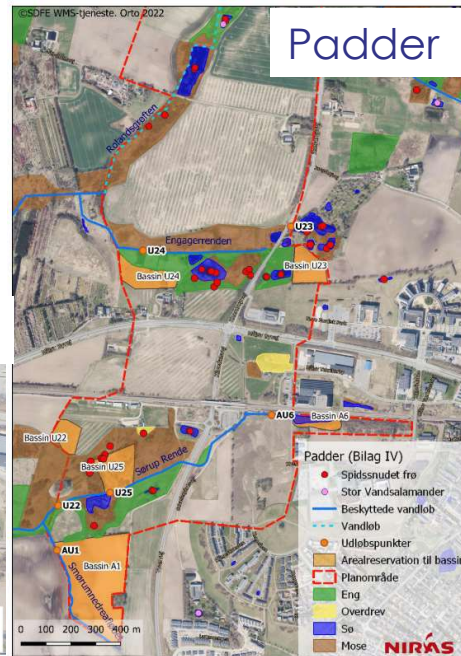 ©SDFE WMS-tjeneste. Orto 2022
Padder
Rolandsgrøften
U23
Engagerrenden
U24
Bassin U24
Bassin U23
AU6
Bassin A6
Bassin U22
Bassin U25
Sørup Rende
U25
U22
AU1
Bassin A1
Padder (Bilag IV)
Spidssnudet frø
Stor Vandsalamander
Beskyttede vandløb
Vandløb
Udløbspunkter
Arealreservation til bassin
Planområde
Eng
Overdrev
Sø
Mose
0 100 200 300 400 m
NIRAS